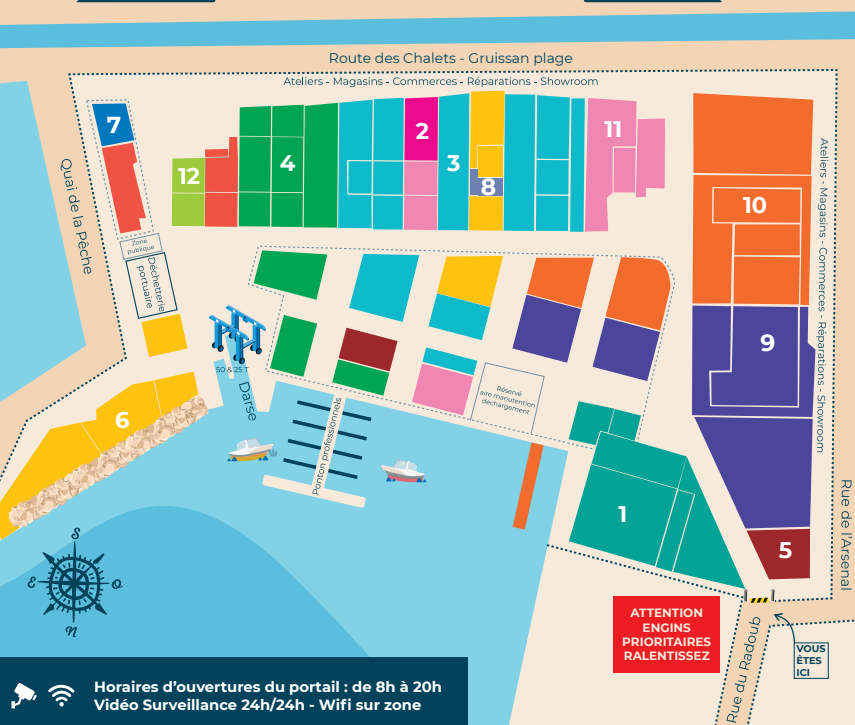 Route des Chalets - Gruissan plage
Ateliers - Magasins - Commerces - Réparations - Showroom
7
2
11
12
4
3
8
10
Quai de la Pêche
Zone
publique
Déchetterie
portuaire
Ateliers - Magasins - Commerces - Réparations - Showroom
9
50 & 25 T
Darse
Ponton professionnels
Réservé
aire manutention
déchargement
6
1
5
Rue de l'Arsenal
S
E
O
N
ATTENTION
ENGINS
PRIORITAIRES
RALENTISSEZ
Rue du Radoub
VOUS
ÊTES
ICI
Horaires d'ouvertures du portail : de 8h à 20h
Vidéo Surveillance 24h/24h - Wifi sur zone